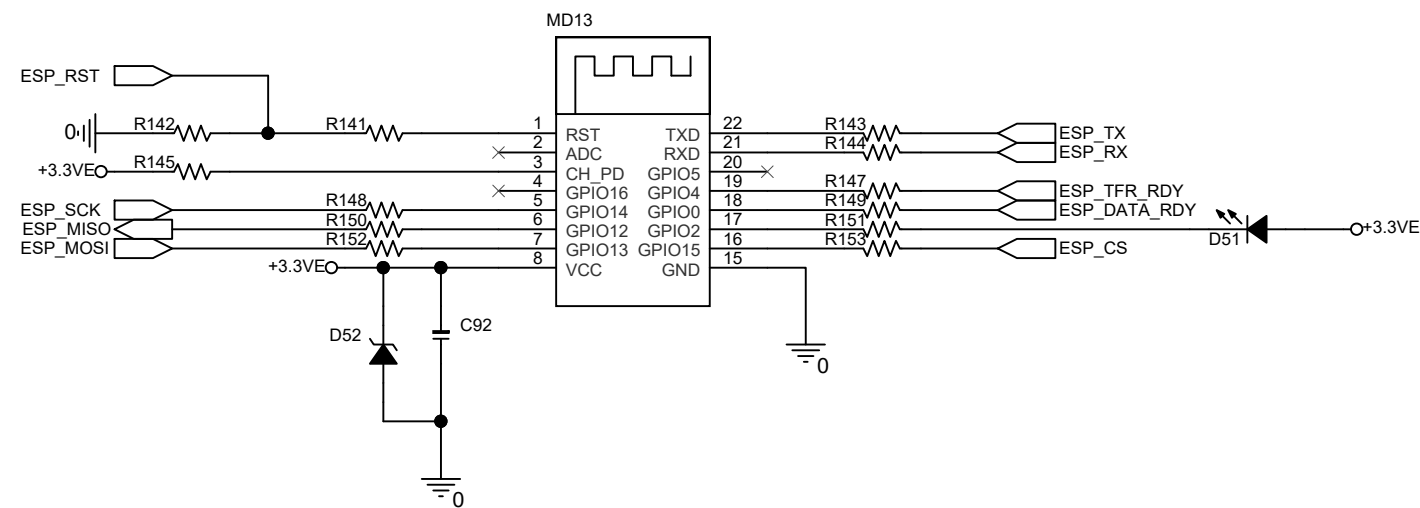 MD13
ESP_RST
0 R142 R141 1 RST TXD 22 R143 ESP_TX
2 ADC RXD 21 R144 ESP_RX
+3.3VE R145 3 CH_PD GPIO5 20
4 GPIO16 GPIO4 19 R147 ESP_TFR_RDY
ESP_SCK R148 5 GPIO14 GPIO0 18 R149 ESP_DATA_RDY
ESP_MISO R150 6 GPIO12 GPIO2 17 R151 D51 +3.3VE
ESP_MOSI R152 7 GPIO13 GPIO15 16 R153 ESP_CS
+3.3VE 8 VCC GND 15
D52 C92
0
0